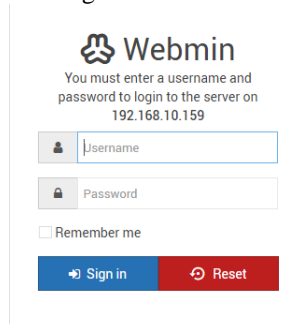 Webmin
You must enter a username and
password to login to the server on
192.168.10.159
Username
Password
Remember me
Sign in Reset